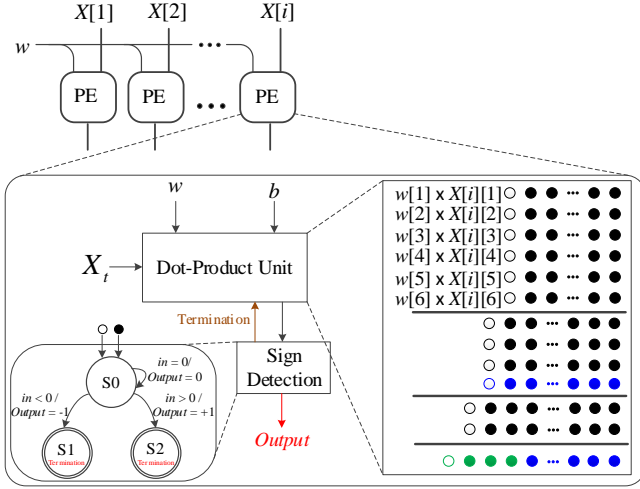 X[1] X[2] X[i]
w
PE PE PE
w b
X_t
Dot-Product Unit
Termination
Sign
Detection
Output
S0
in = 0/
Output = 0
in < 0/
Output = -1
in > 0/
Output = +1
S1
Termination
S2
Termination
w[1] x X[i][1]
w[2] x X[i][2]
w[3] x X[i][3]
w[4] x X[i][4]
w[5] x X[i][5]
w[6] x X[i][6]